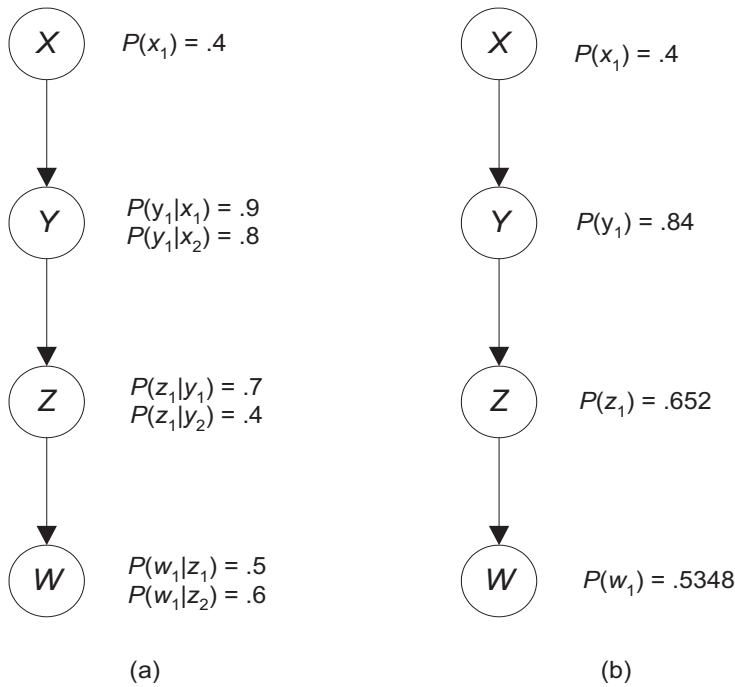 X P(x₁) = .4
Y P(y₁|x₁) = .9
P(y₁|x₂) = .8
Z P(z₁|y₁) = .7
P(z₁|y₂) = .4
W P(w₁|z₁) = .5
P(w₁|z₂) = .6
(a)
X P(x₁) = .4
Y P(y₁) = .84
Z P(z₁) = .652
W P(w₁) = .5348
(b)